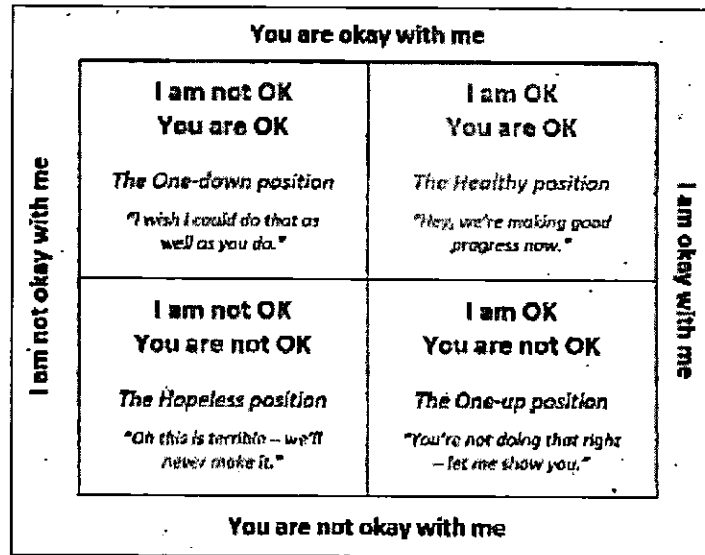 You are okay with me
I am not OK
You are OK
The One-down position
"I wish I could do that as
well as you do."
I am OK
You are OK
The Healthy position
"Hey, we're making good
progress now."
I am not okay with me
I am okay with me
I am not OK
You are not OK
The Hopeless position
"Oh this is terrible – we'll
never make it."
I am OK
You are not OK
The One-up position
"You're not doing that right
– let me show you."
You are not okay with me